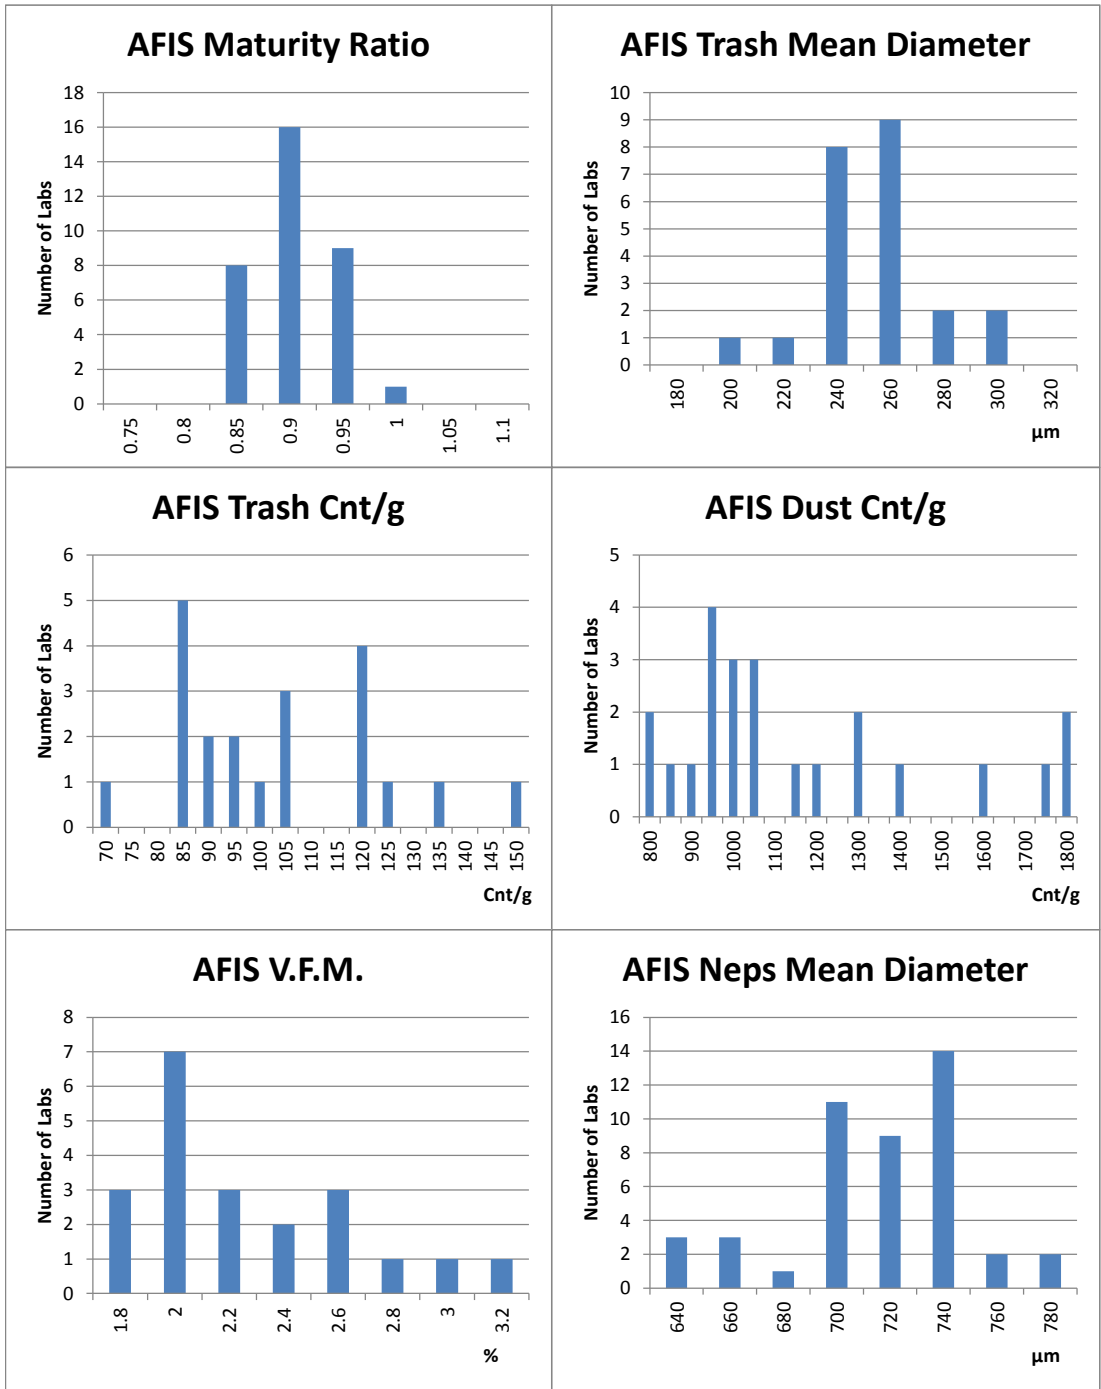 AFIS Maturity Ratio
Number of Labs
18
16
14
12
10
8
6
4
2
0
0.75 0.8 0.85 0.9 0.95 1 1.05 1.1
AFIS Trash Mean Diameter
Number of Labs
10
9
8
7
6
5
4
3
2
1
0
180 200 220 240 260 280 300 320
µm
AFIS Trash Cnt/g
Number of Labs
6
5
4
3
2
1
0
70 75 80 85 90 95 100 105 110 115 120 125 135 140 145 150
Cnt/g
AFIS Dust Cnt/g
Number of Labs
5
4
3
2
1
0
800 900 1000 1100 1200 1300 1400 1500 1600 1700 1800
Cnt/g
AFIS V.F.M.
Number of Labs
8
7
6
5
4
3
2
1
0
1.8 2 2.2 2.4 2.6 2.8 3 3.2
%
AFIS Neps Mean Diameter
Number of Labs
16
14
12
10
8
6
4
2
0
640 660 680 700 720 740 760 780
µm